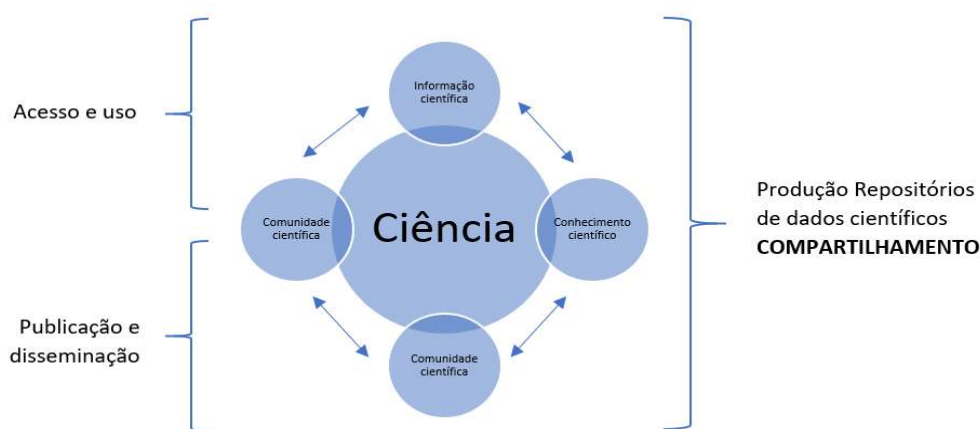 Acesso e uso
Publicação e
disseminação
Informação
científica
Comunidade
científica
Ciência
Conhecimento
científico
Comunidade
científica
Produção Repositórios
de dados científicos
COMPARTILHAMENTO